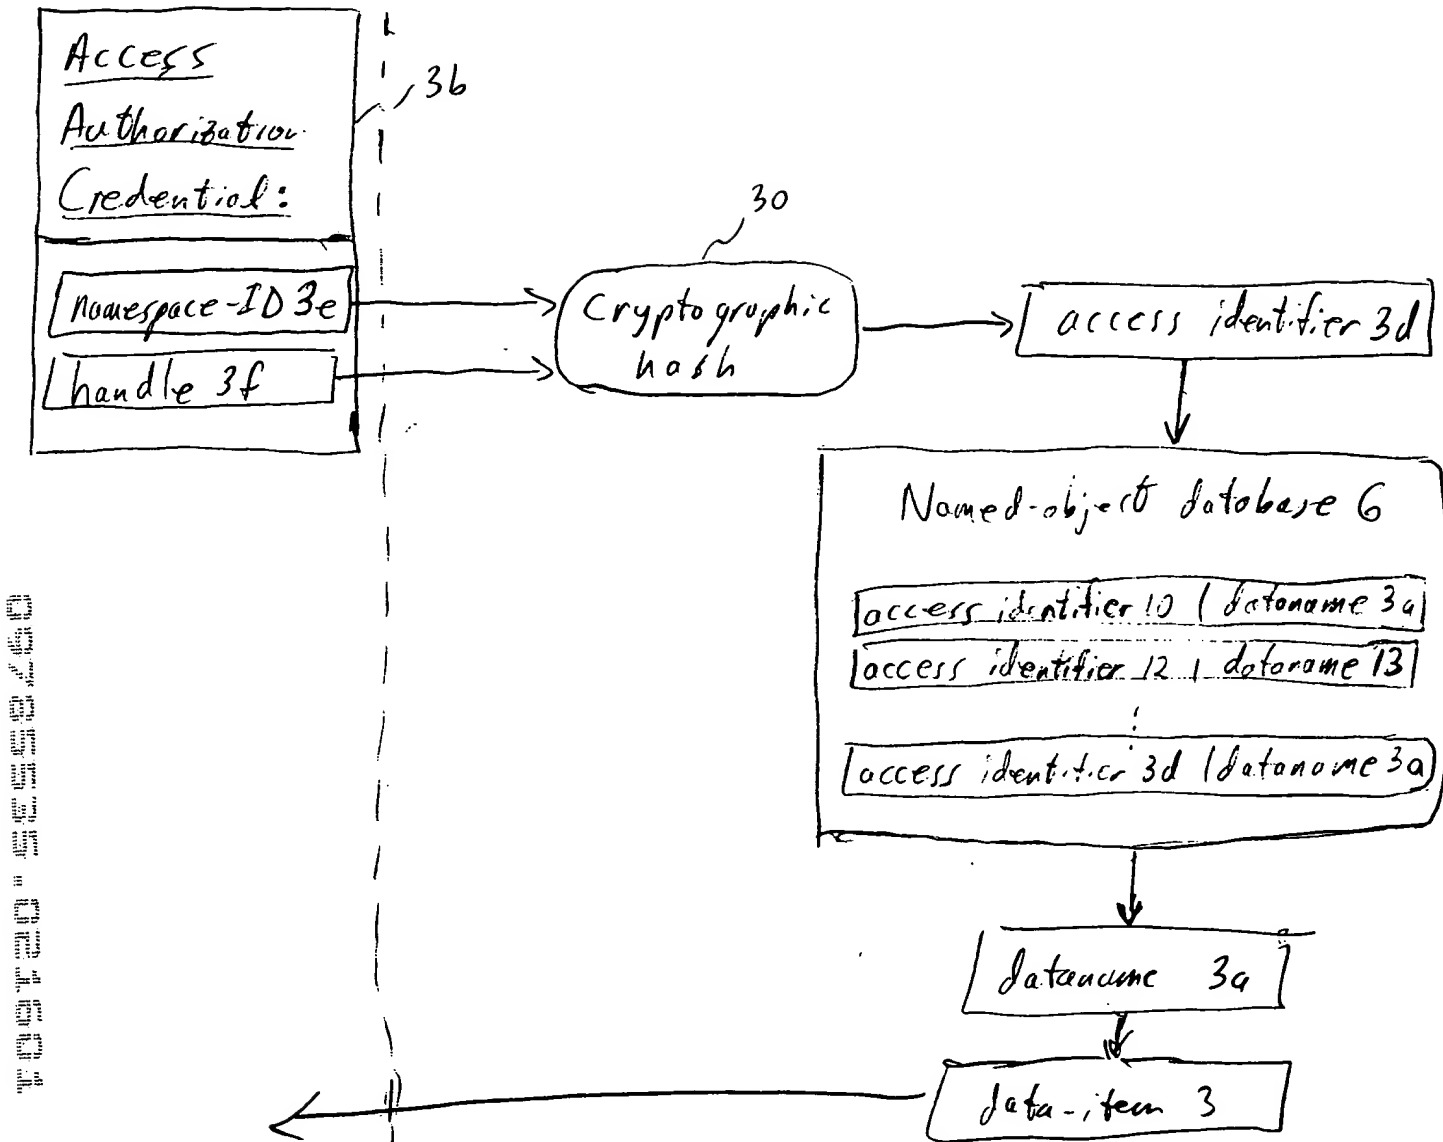 Access
Authorization
Credential:
3b
namespace-ID 3e
handle 3f
30
Cryptographic
hash
access identifier 3d
Named-object database 6
access identifier 10 | dataname 3a
access identifier 12 | dataname 13
⋮
access identifier 3d | dataname 3a
dataname 3a
data-item 3
09785535.021601